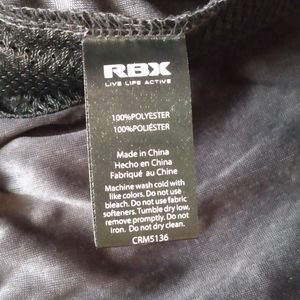 RBX
LIVE LIFE ACTIVE
100%POLYESTER
100%POLIÉSTER
Made in China
Hecho en China
Fabriqué au Chine
Machine wash cold with
like colors. Do not use
bleach. Do not use fabric
softeners. Tumble dry low,
remove promptly. Do not
iron. Do not dry clean.
CRM5136